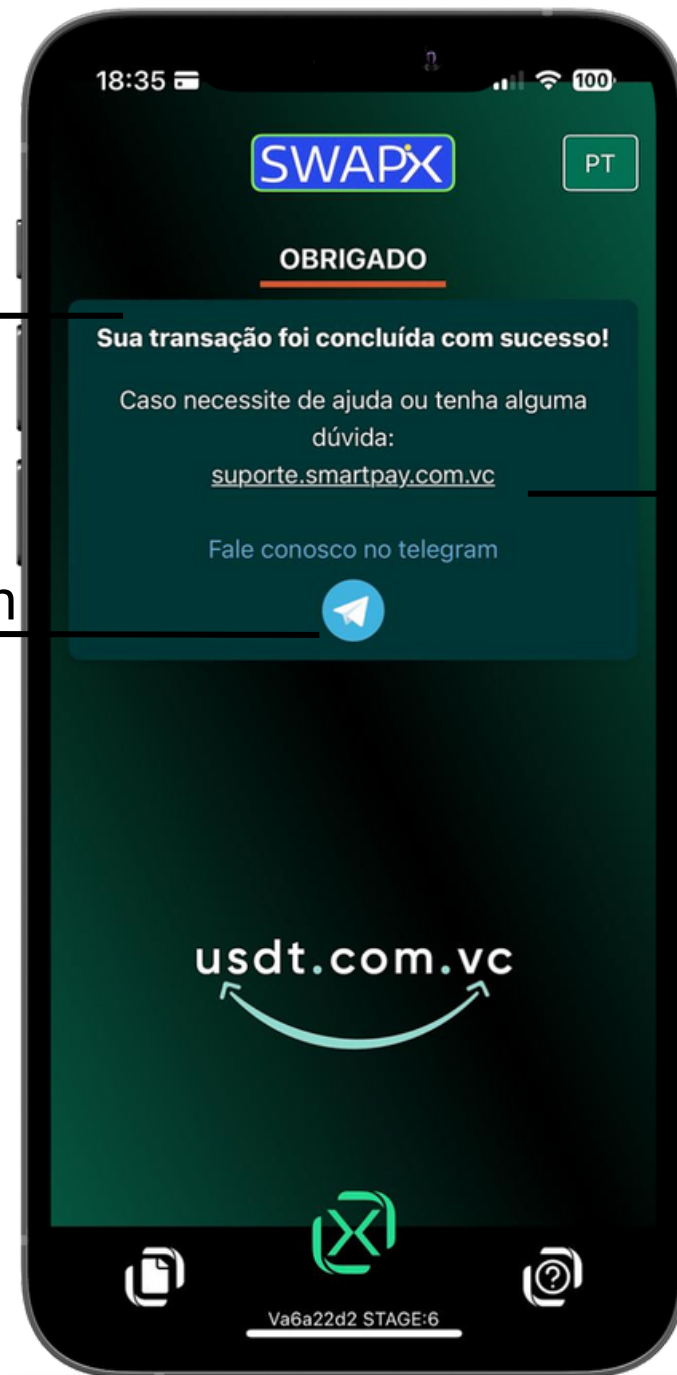 18:35
100
SWAPX
PT
OBRIGADO
Sua transação foi concluída com sucesso!
Caso necessite de ajuda ou tenha alguma
dúvida:
suporte.smartpay.com.vc
Fale conosco no telegram
usdt.com.vc
Va6a22d2 STAGE:6